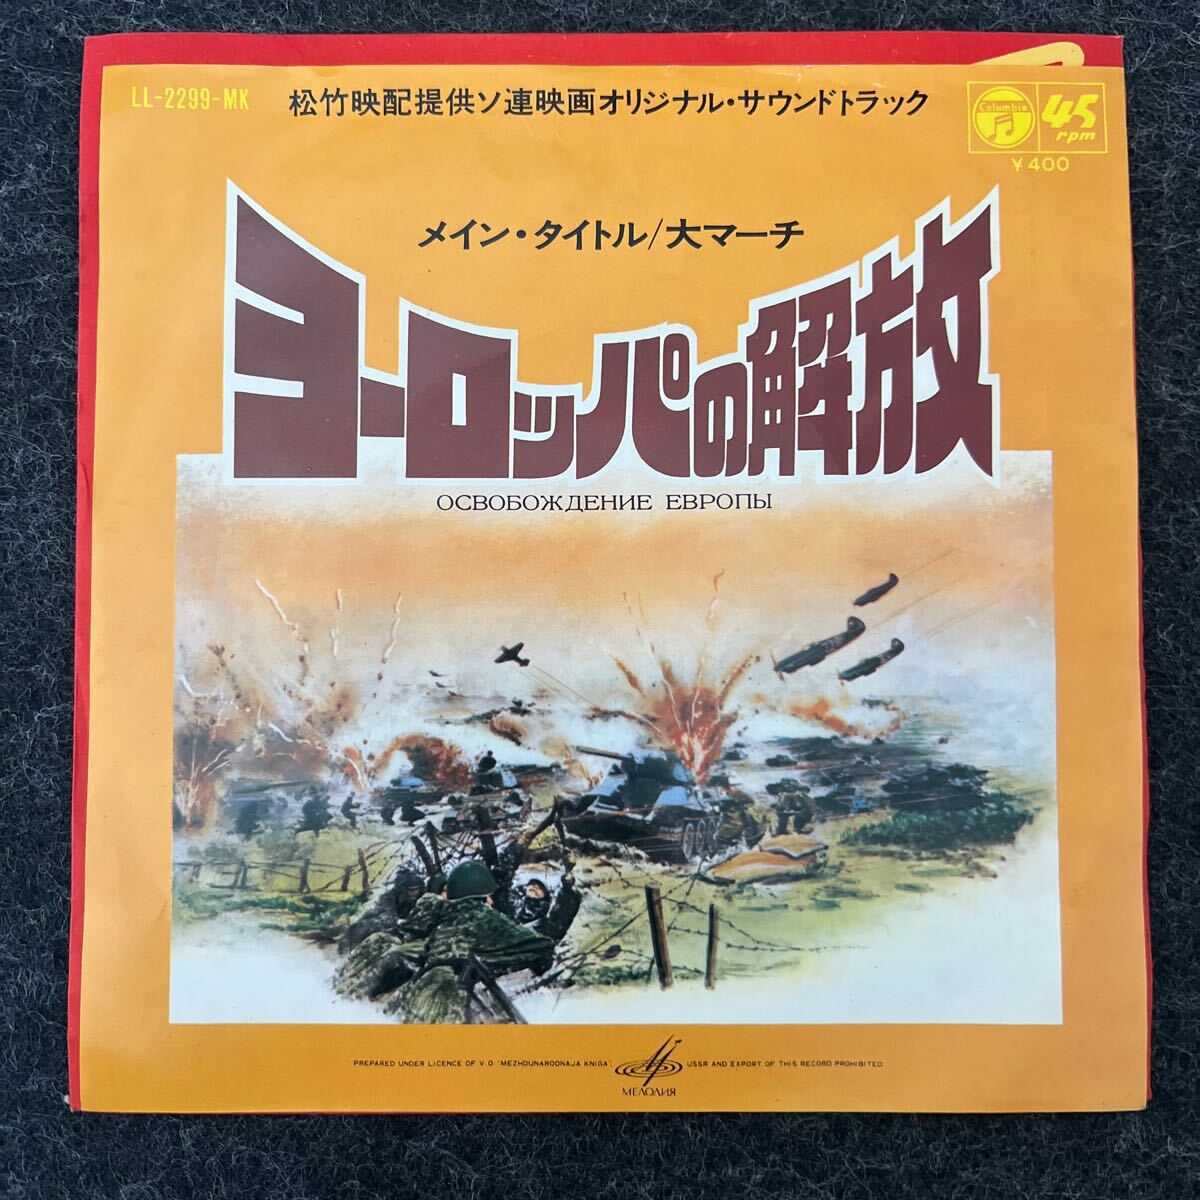 LL-2299-MK
松竹映配提供ソ連映画オリジナル・サウンドトラック
Columbia
45 rpm
¥400
メイン・タイトル/大マーチ
ヨーロッパの解放
ОСВОБОЖДЕНИЕ ЕВРОПЫ
PREPARED UNDER LICENCE OF V O "MEZHDUNARODNAJA KNIGA", USSR AND EXPORT OF THIS RECORD PROHIBITED
МЕЛОДИЯ